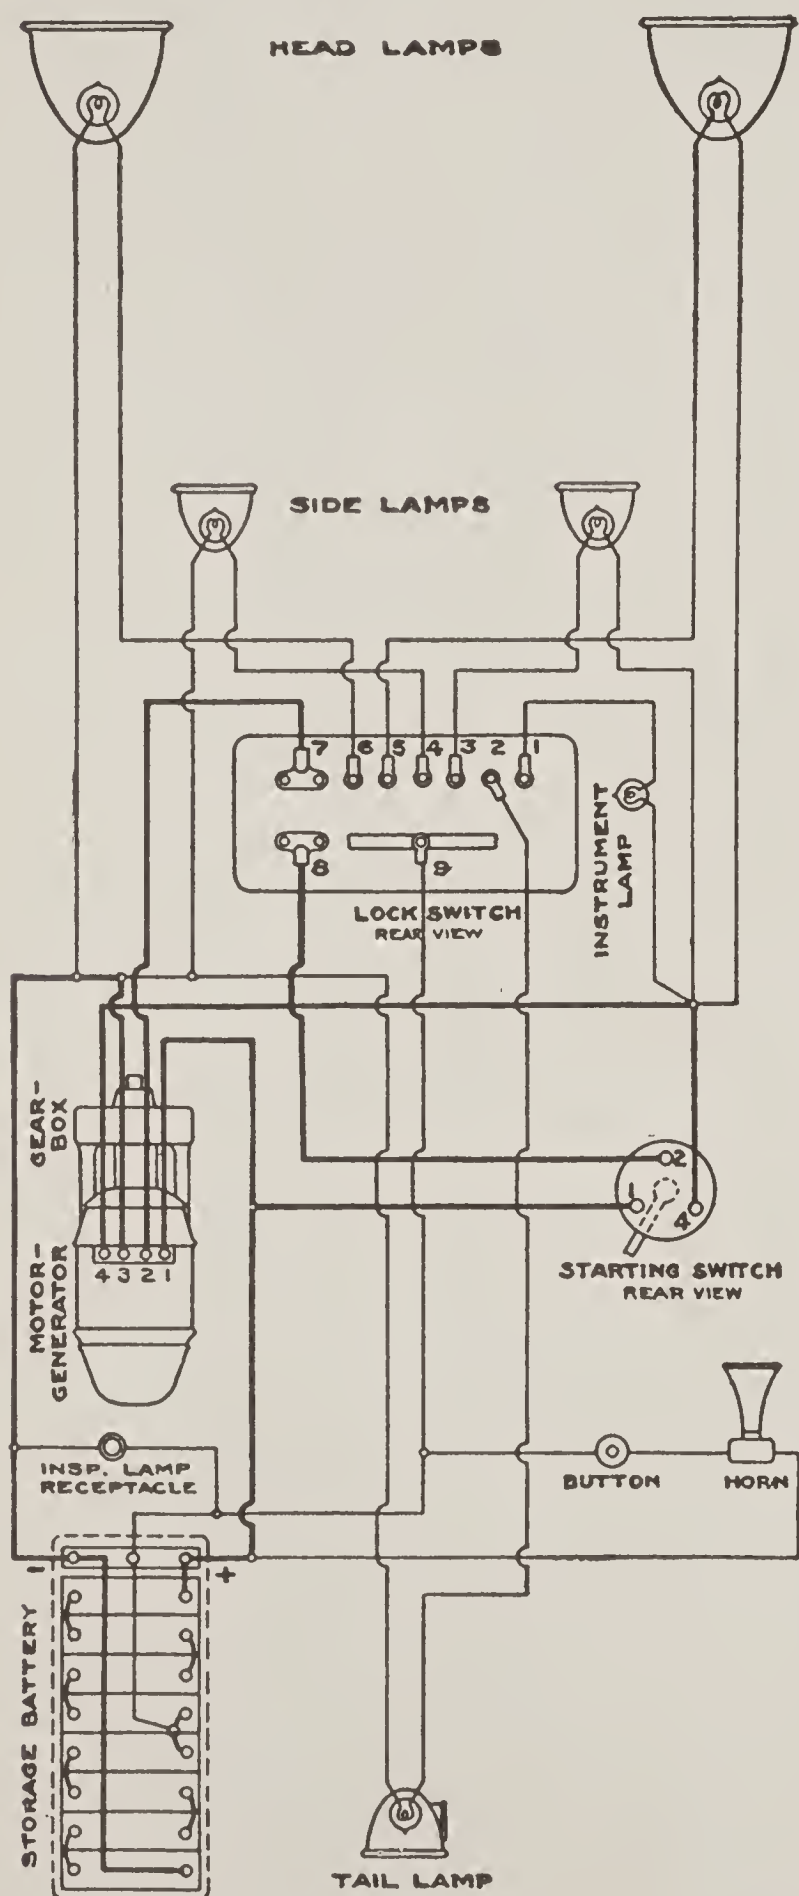 HEAD LAMPS
SIDE LAMPS
7 6 5 4 3 2 1
8 9
LOCK SWITCH
REAR VIEW
INSTRUMENT
LAMP
GEAR-
BOX
MOTOR-
GENERATOR
4 3 2 1
2
1
4
STARTING SWITCH
REAR VIEW
INSP. LAMP
RECEPTACLE
BUTTON
HORN
- +
STORAGE BATTERY
TAIL LAMP